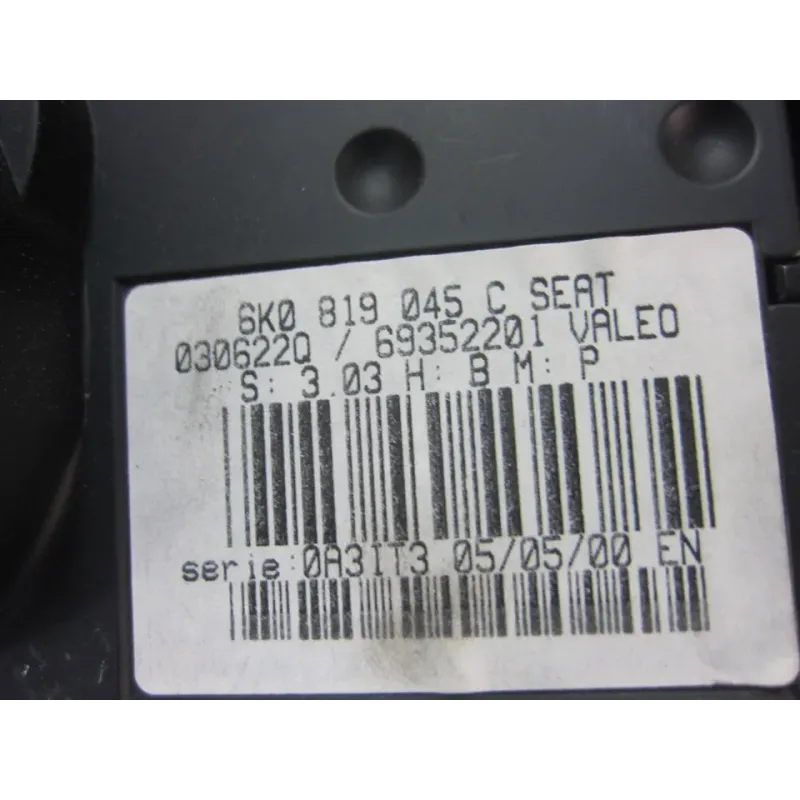 6K0 819 045 C SEAT
030622Q / 69352201 VALEO
S: 3.03 H: B M: P
serie:0A3IT3 05/05/00 EN